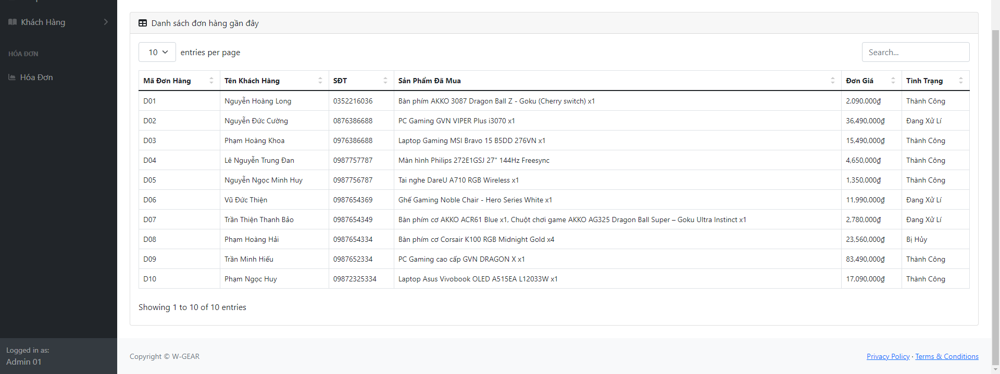 Khách Hàng
HÓA ĐƠN
Hóa Đơn
Logged in as:
Admin 01
Danh sách đơn hàng gần đây
10 entries per page
Search...
Mã Đơn Hàng Tên Khách Hàng SĐT Sản Phẩm Đã Mua Đơn Giá Tình Trạng
D01 Nguyễn Hoàng Long 0352216036 Bàn phím AKKO 3087 Dragon Ball Z - Goku (Cherry switch) x1 2.090.000₫ Thành Công
D02 Nguyễn Đức Cường 0876386688 PC Gaming GVN VIPER Plus i3070 x1 36,490,000₫ Đang Xử Lí
D03 Phạm Hoàng Khoa 0976386688 Laptop Gaming MSI Bravo 15 B5DD 276VN x1 15,490,000₫ Thành Công
D04 Lê Nguyễn Trung Đan 0987757787 Màn hình Philips 272E1GSJ 27" 144Hz Freesync 4,650,000₫ Thành Công
D05 Nguyễn Ngọc Minh Huy 0987756787 Tai nghe DareU A710 RGB Wireless x1 1,350,000₫ Thành Công
D06 Vũ Đức Thiện 0987654369 Ghế Gaming Noble Chair - Hero Series White x1 11,990,000₫ Đang Xử Lí
D07 Trần Thiện Thanh Bảo 0987654349 Bàn phím cơ AKKO ACR61 Blue x1, Chuột chơi game AKKO AG325 Dragon Ball Super – Goku Ultra Instinct x1 2,780,000₫ Đang Xử Lí
D08 Phạm Hoàng Hải 0987654334 Bàn phím cơ Corsair K100 RGB Midnight Gold x4 23,560,000₫ Bị Hủy
D09 Trần Minh Hiếu 0987652334 PC Gaming cao cấp GVN DRAGON X x1 83,490,000₫ Thành Công
D10 Phạm Ngọc Huy 09872325334 Laptop Asus Vivobook OLED A515EA L12033W x1 17,090,000₫ Thành Công
Showing 1 to 10 of 10 entries
Copyright © W-GEAR
Privacy Policy · Terms & Conditions